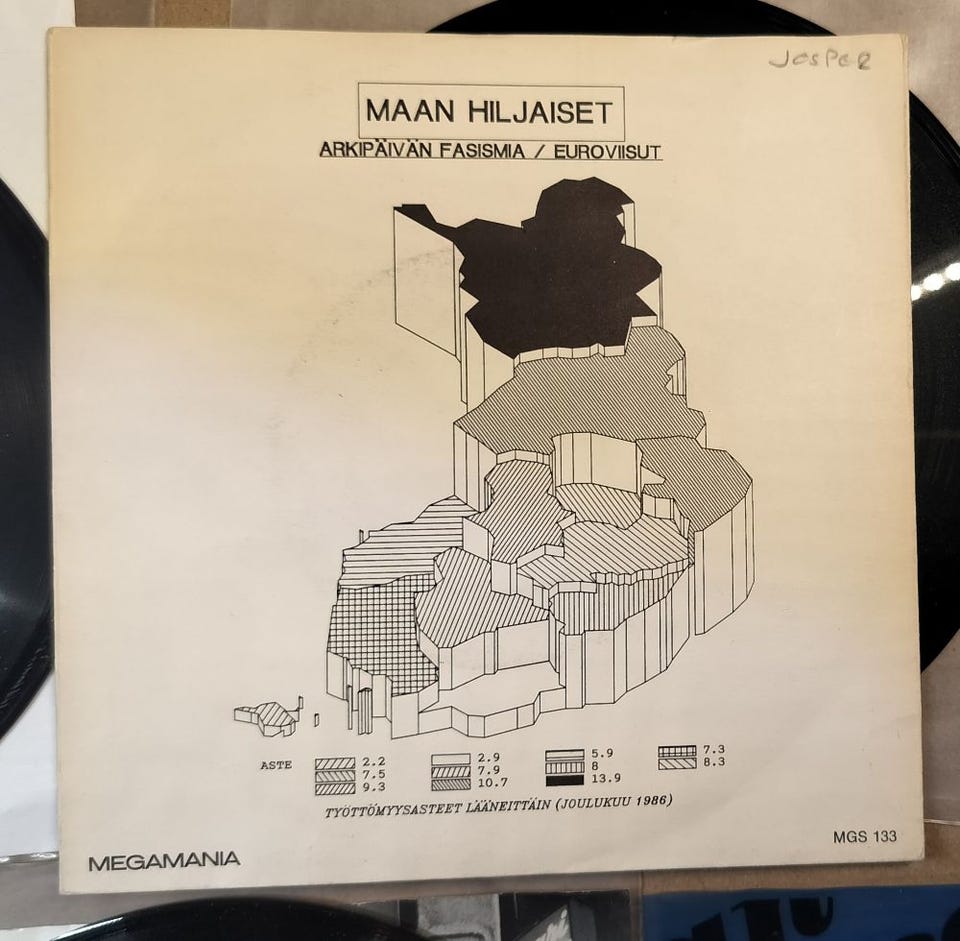 JOSPER
MAAN HILJAISET
ARKIPÄIVÄN FASISMIA / EUROVIISUT
ASTE
2.2
7.5
9.3
2.9
7.9
10.7
5.9
8
13.9
7.3
8.3
TYÖTTÖMYYSASTEET LÄÄNEITTÄIN (JOULUKUU 1986)
MEGAMANIA
MGS 133